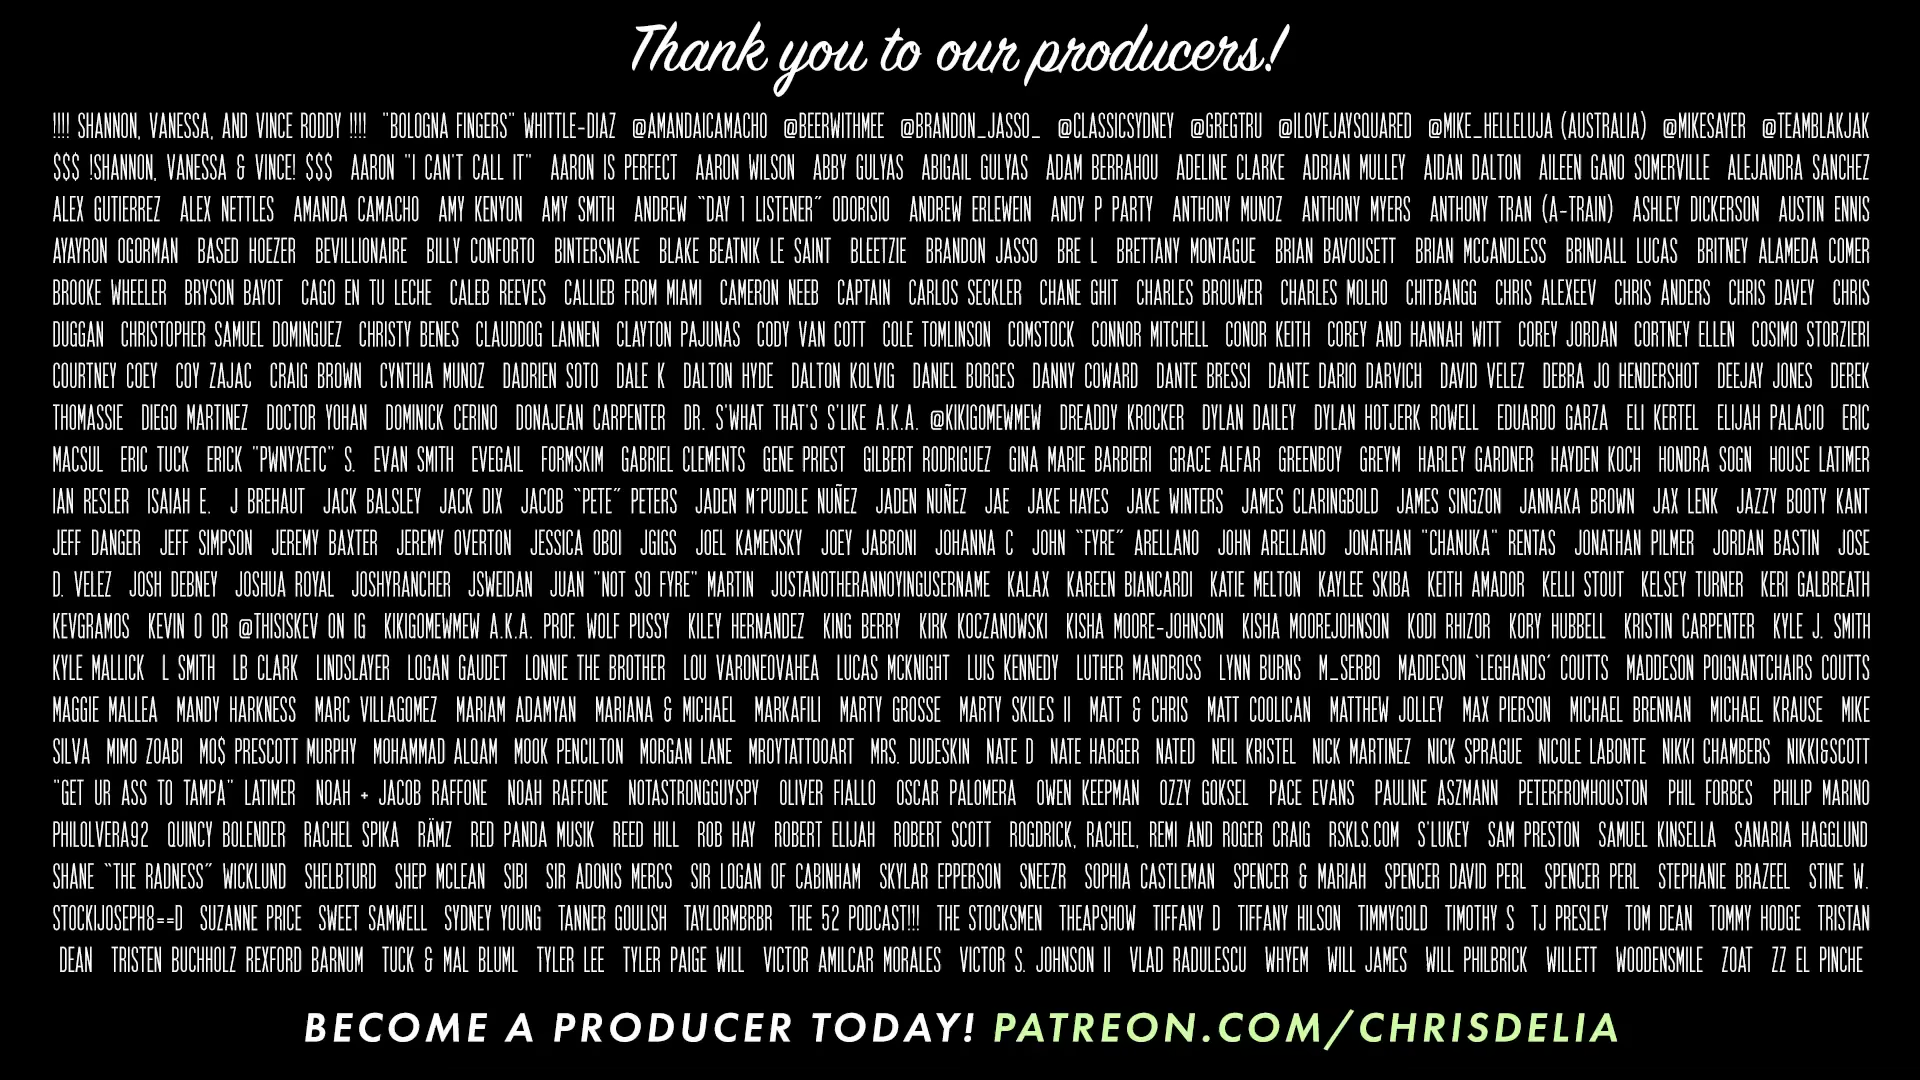 Thank you to our producers!
!!!! SHANNON, VANESSA, AND VINCE RODDY !!!! "BOLOGNA FINGERS" WHITTLE-DIAZ @AMANDAICAMACHO @BEERWITHMEE @BRANDON_JASSO_ @CLASSICSYDNEY @GREGTRU @ILOVEJAYSQUARED @MIKE_HELLELUJA (AUSTRALIA) @MIKESAYER @TEAMBLAKJAK
$$$ !SHANNON, VANESSA & VINCE! $$$ AARON "I CAN'T CALL IT" AARON IS PERFECT AARON WILSON ABBY GULYAS ABIGAIL GULYAS ADAM BERRAHOU ADELINE CLARKE ADRIAN MULLEY AIDAN DALTON AILEEN GANO SOMERVILLE ALEJANDRA SANCHEZ
ALEX GUTIERREZ ALEX NETTLES AMANDA CAMACHO AMY KENYON AMY SMITH ANDREW “DAY 1 LISTENER” ODORISIO ANDREW ERLEWEIN ANDY P PARTY ANTHONY MUNOZ ANTHONY MYERS ANTHONY TRAN (A-TRAIN) ASHLEY DICKERSON AUSTIN ENNIS
AYAYRON OGORMAN BASED HOEZER BEVILLIONAIRE BILLY CONFORTO BINTERSNAKE BLAKE BEATNIK LE SAINT BLEETZIE BRANDON JASSO BRE L BRETTANY MONTAGUE BRIAN BAVOUSETT BRIAN MCCANDLESS BRINDALL LUCAS BRITNEY ALAMEDA COMER
BROOKE WHEELER BRYSON BAYOT CAGO EN TU LECHE CALEB REEVES CALLIEB FROM MIAMI CAMERON NEEB CAPTAIN CARLOS SECKLER CHANE GHIT CHARLES BROUWER CHARLES MOLHO CHITBANGG CHRIS ALEXEEV CHRIS ANDERS CHRIS DAVEY CHRIS
DUGGAN CHRISTOPHER SAMUEL DOMINGUEZ CHRISTY BENES CLAUDDOG LANNEN CLAYTON PAJUNAS CODY VAN COTT COLE TOMLINSON COMSTOCK CONNOR MITCHELL CONOR KEITH COREY AND HANNAH WITT COREY JORDAN CORTNEY ELLEN COSIMO STORZIERI
COURTNEY COEY COY ZAJAC CRAIG BROWN CYNTHIA MUNOZ DADRIEN SOTO DALE K DALTON HYDE DALTON KOLVIG DANIEL BORGES DANNY COWARD DANTE BRESSI DANTE DARIO DARVICH DAVID VELEZ DEBRA JO HENDERSHOT DEEJAY JONES DEREK
THOMASSIE DIEGO MARTINEZ DOCTOR YOHAN DOMINICK CERINO DONAJEAN CARPENTER DR. S'WHAT THAT'S S'LIKE A.K.A. @KIKIGOMEWMEW DREADDY KROCKER DYLAN DAILEY DYLAN HOTJERK ROWELL EDUARDO GARZA ELI KERTEL ELIJAH PALACIO ERIC
MACSUL ERIC TUCK ERICK "PWNYXETC" S. EVAN SMITH EVEGAIL FORMSKIM GABRIEL CLEMENTS GENE PRIEST GILBERT RODRIGUEZ GINA MARIE BARBIERI GRACE ALFAR GREENBOY GREYM HARLEY GARDNER HAYDEN KOCH HONDRA SOGN HOUSE LATIMER
IAN RESLER ISAIAH E. J BREHAUT JACK BALSLEY JACK DIX JACOB “PETE” PETERS JADEN M'PUDDLE NUÑEZ JADEN NUÑEZ JAE JAKE HAYES JAKE WINTERS JAMES CLARINGBOLD JAMES SINGZON JANNAKA BROWN JAX LENK JAZZY BOOTY KANT
JEFF DANGER JEFF SIMPSON JEREMY BAXTER JEREMY OVERTON JESSICA OBOI JGIGS JOEL KAMENSKY JOEY JABRONI JOHANNA C JOHN “FYRE” ARELLANO JOHN ARELLANO JONATHAN "CHANUKA" RENTAS JONATHAN PILMER JORDAN BASTIN JOSE
D. VELEZ JOSH DEBNEY JOSHUA ROYAL JOSHYRANCHER JSWEIDAN JUAN "NOT SO FYRE" MARTIN JUSTANOTHERANNOYINGUSERNAME KALAX KAREEN BIANCARDI KATIE MELTON KAYLEE SKIBA KEITH AMADOR KELLI STOUT KELSEY TURNER KERI GALBREATH
KEVGRAMOS KEVIN O OR @THISISKEV ON IG KIKIGOMEWMEW A.K.A. PROF. WOLF PUSSY KILEY HERNANDEZ KING BERRY KIRK KOCZANOWSKI KISHA MOORE-JOHNSON KISHA MOOREJOHNSON KODI RHIZOR KORY HUBBELL KRISTIN CARPENTER KYLE J. SMITH
KYLE MALLICK L SMITH LB CLARK LINDSLAYER LOGAN GAUDET LONNIE THE BROTHER LOU VARONEOVAHEA LUCAS MCKNIGHT LUIS KENNEDY LUTHER MANDROSS LYNN BURNS M_SERBO MADDESON ‘LEGHANDS’ COUTTS MADDESON POIGNANTCHAIRS COUTTS
MAGGIE MALLEA MANDY HARKNESS MARC VILLAGOMEZ MARIAM ADAMYAN MARIANA & MICHAEL MARKAFILI MARTY GROSSE MARTY SKILES II MATT & CHRIS MATT COOLICAN MATTHEW JOLLEY MAX PIERSON MICHAEL BRENNAN MICHAEL KRAUSE MIKE
SILVA MIMO ZOABI MO$ PRESCOTT MURPHY MOHAMMAD ALQAM MOOK PENCILTON MORGAN LANE MROYTATTOOART MRS. DUDESKIN NATE D NATE HARGER NATED NEIL KRISTEL NICK MARTINEZ NICK SPRAGUE NICOLE LABONTE NIKKI CHAMBERS NIKKI&SCOTT
"GET UR ASS TO TAMPA" LATIMER NOAH + JACOB RAFFONE NOAH RAFFONE NOTASTRONGGUYSPY OLIVER FIALLO OSCAR PALOMERA OWEN KEEPMAN OZZY GOKSEL PACE EVANS PAULINE ASZMANN PETERFROMHOUSTON PHIL FORBES PHILIP MARINO
PHILOLVERA92 QUINCY BOLENDER RACHEL SPIKA RÄMZ RED PANDA MUSIK REED HILL ROB HAY ROBERT ELIJAH ROBERT SCOTT ROGDRICK, RACHEL, REMI AND ROGER CRAIG RSKLS.COM S'LUKEY SAM PRESTON SAMUEL KINSELLA SANARIA HAGGLUND
SHANE “THE RADNESS” WICKLUND SHELBTURD SHEP MCLEAN SIBI SIR ADONIS MERCS SIR LOGAN OF CABINHAM SKYLAR EPPERSON SNEEZR SOPHIA CASTLEMAN SPENCER & MARIAH SPENCER DAVID PERL SPENCER PERL STEPHANIE BRAZEEL STINE W.
STOCKIJOSEPH8==D SUZANNE PRICE SWEET SAMWELL SYDNEY YOUNG TANNER GOULISH TAYLORMBRBR THE 52 PODCAST!!! THE STOCKSMEN THEAPSHOW TIFFANY D TIFFANY HILSON TIMMYGOLD TIMOTHY S TJ PRESLEY TOM DEAN TOMMY HODGE TRISTAN
DEAN TRISTEN BUCHHOLZ REXFORD BARNUM TUCK & MAL BLUML TYLER LEE TYLER PAIGE WILL VICTOR AMILCAR MORALES VICTOR S. JOHNSON II VLAD RADULESCU WHYEM WILL JAMES WILL PHILBRICK WILLETT WOODENSMILE ZOAT ZZ EL PINCHE
BECOME A PRODUCER TODAY! PATREON.COM/CHRISDELIA